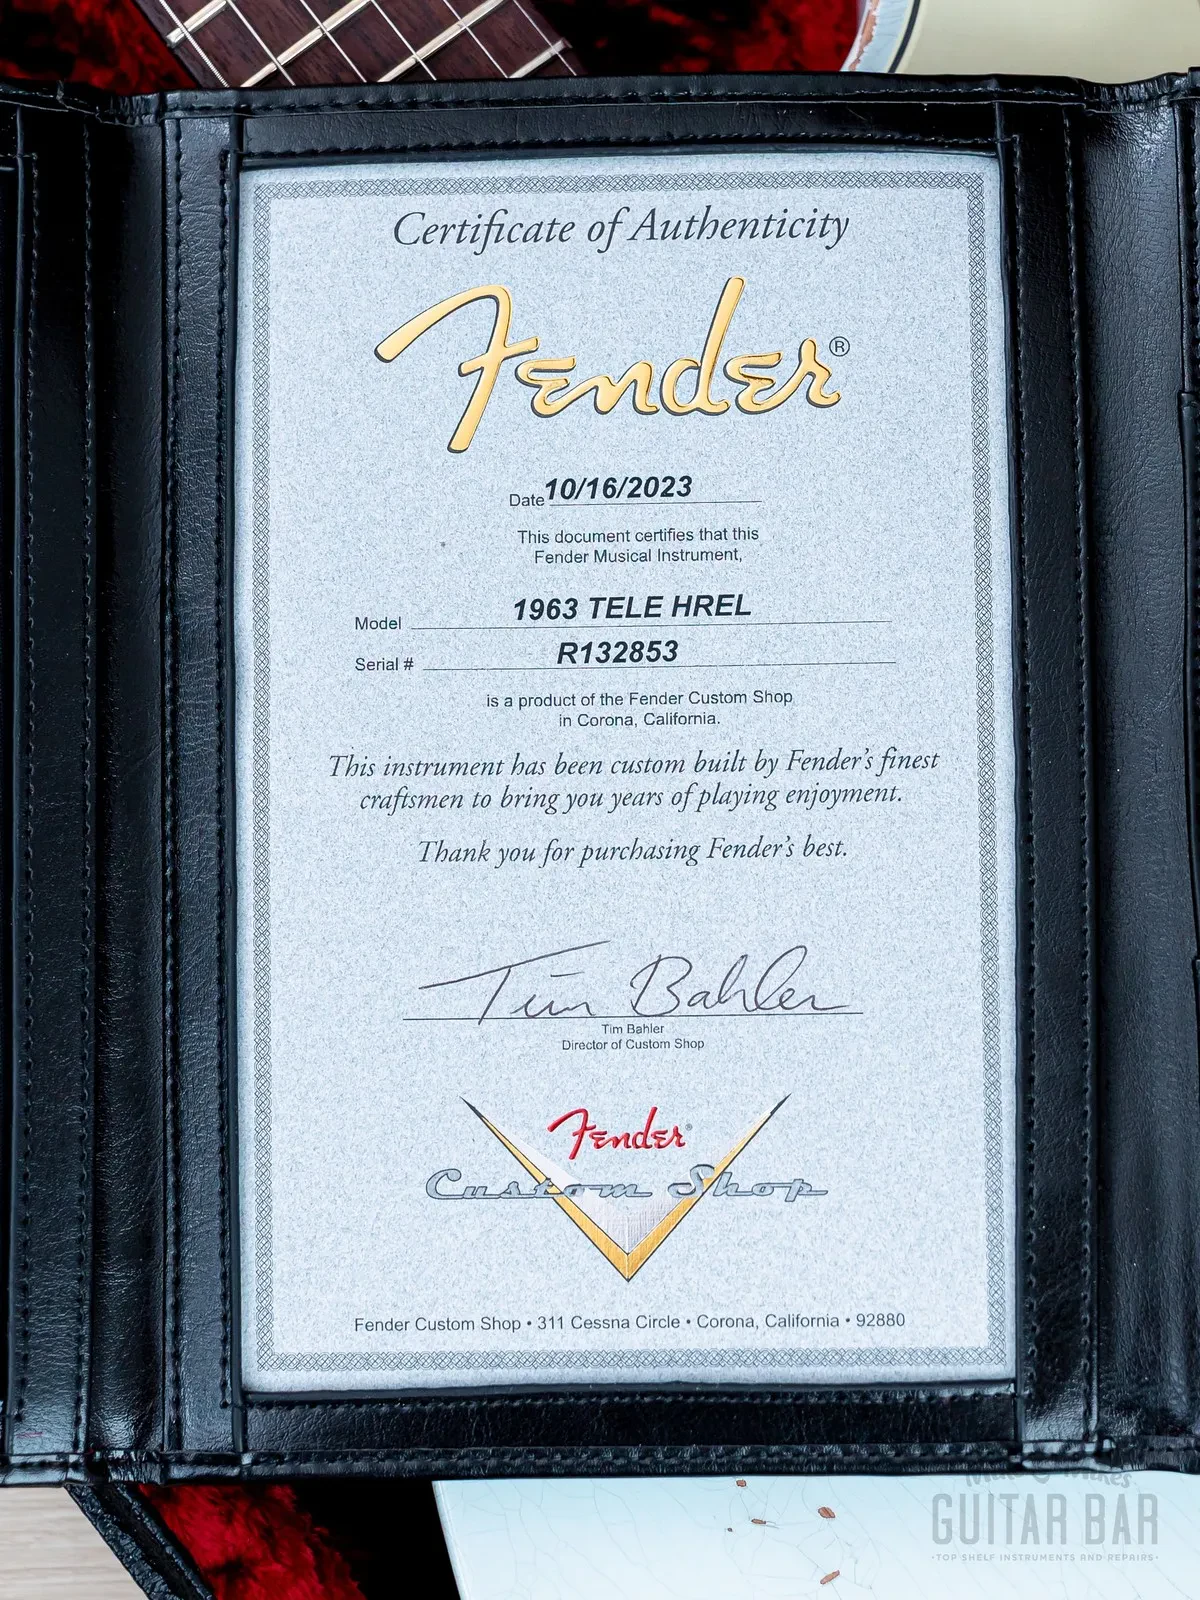 Certificate of Authenticity
Fender®
Date 10/16/2023
This document certifies that this
Fender Musical Instrument,
Model 1963 TELE HREL
Serial # R132853
is a product of the Fender Custom Shop
in Corona, California.
This instrument has been custom built by Fender's finest
craftsmen to bring you years of playing enjoyment.
Thank you for purchasing Fender's best.
Tim Bahler
Tim Bahler
Director of Custom Shop
Fender®
Custom Shop
Fender Custom Shop • 311 Cessna Circle • Corona, California • 92880
GUITAR BAR
•TOP SHELF INSTRUMENTS AND REPAIRS•